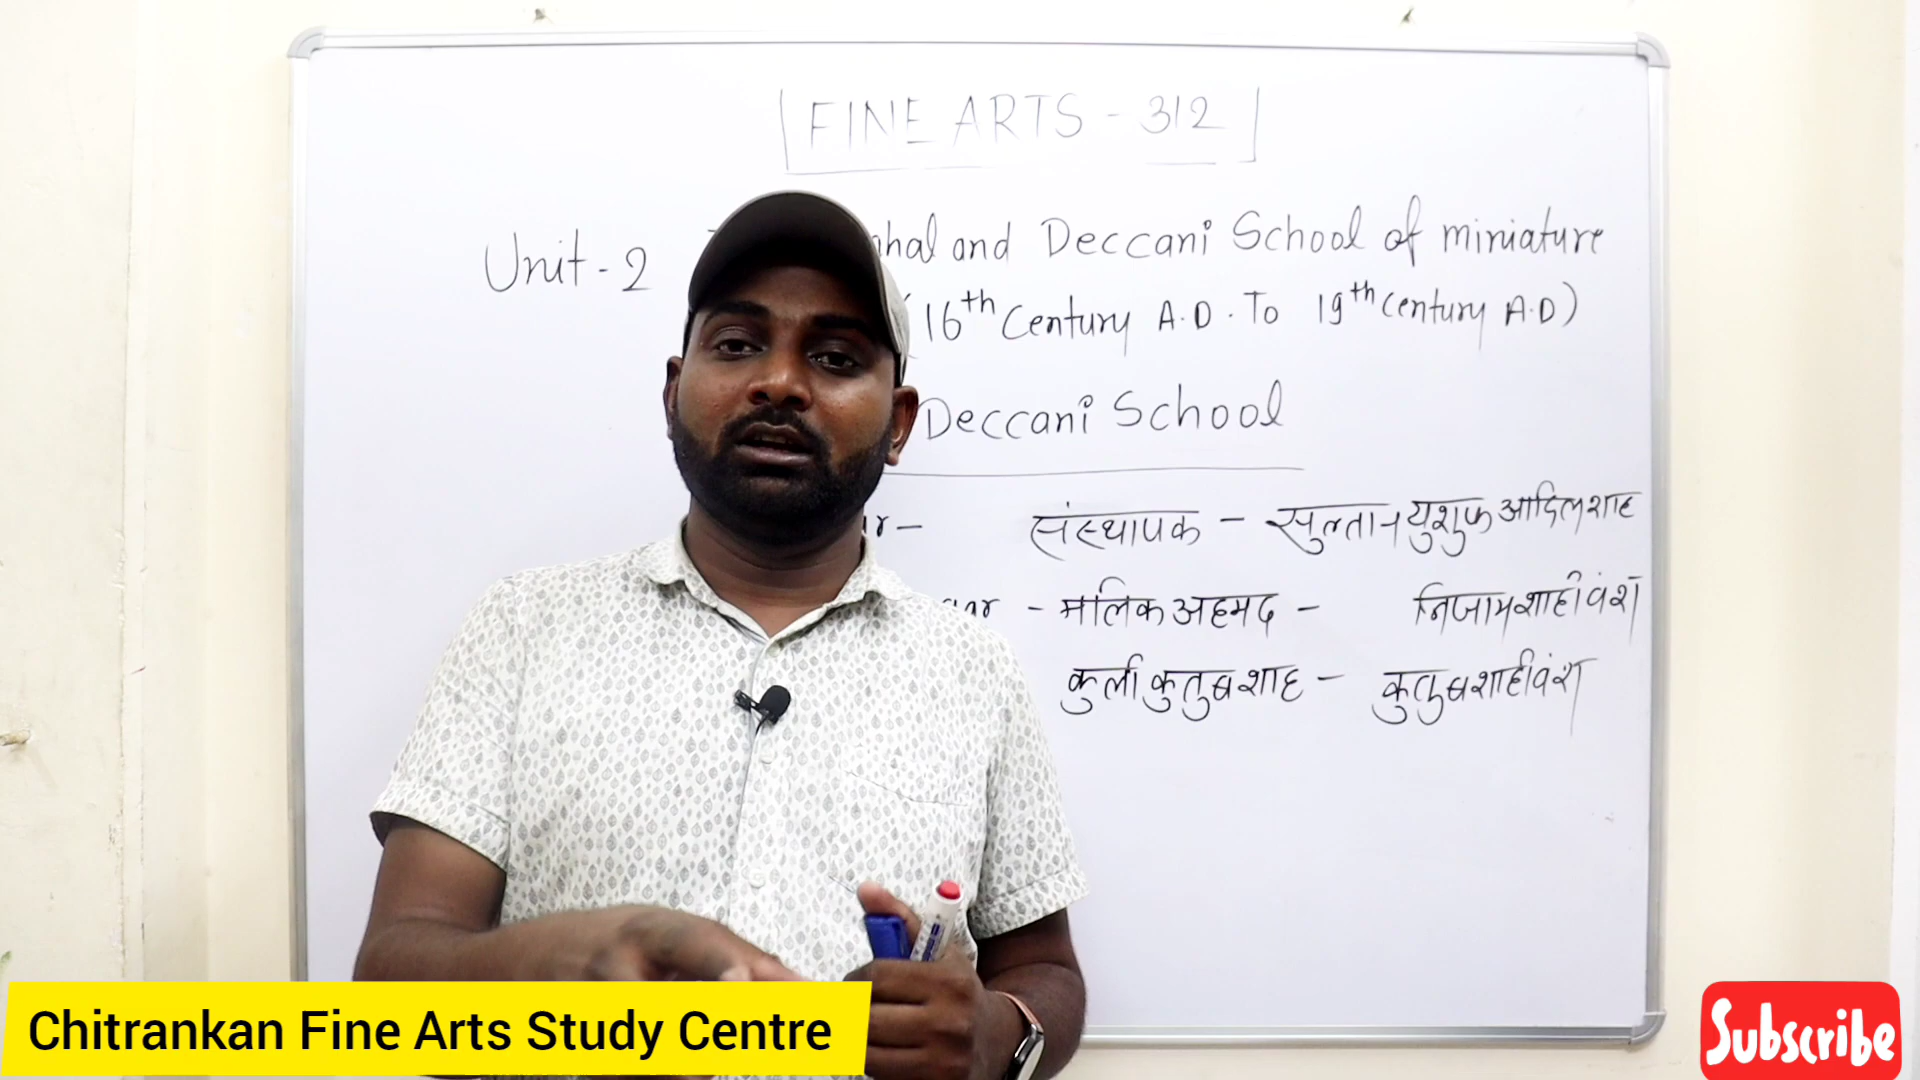 FINE ARTS - 312
Unit - 2 and Deccani School of miniature
(16th Century A.D. To 19th Century A.D)
Deccani School
संस्थापक - सुल्तान युशुफ आदिलशाह
- मलिक अहमद - निजामशाही वंश
कुली कुतुबशाह - कुतुबशाही वंश
Chitrankan Fine Arts Study Centre
Subscribe